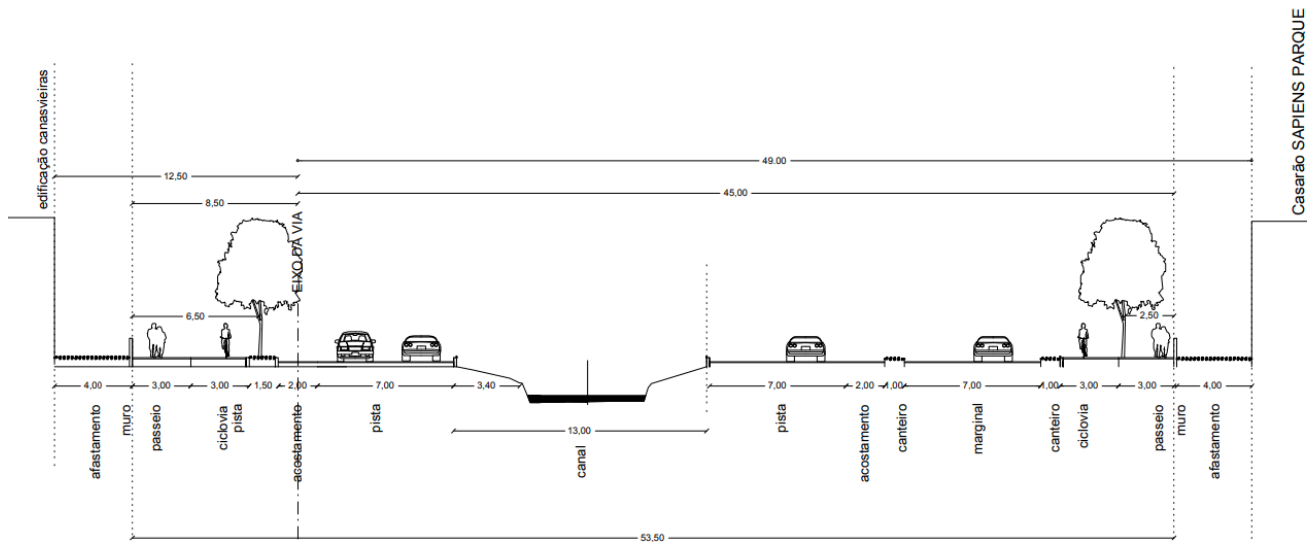 edificação canasvieiras
Casarão SAPIENS PARQUE
49.00
12,50
45,00
8,50
EIXO DA VIA
6,50
2,50
4,00
3,00
3,00
1,50
2,00
7,00
3,40
7,00
2,00
1,00
7,00
1,00
3,00
3,00
4,00
afastamento
muro
passeio
ciclovia
pista
acostamento
pista
canal
pista
acostamento
canteiro
marginal
canteiro
ciclovia
passeio
muro
afastamento
13,00
53,50